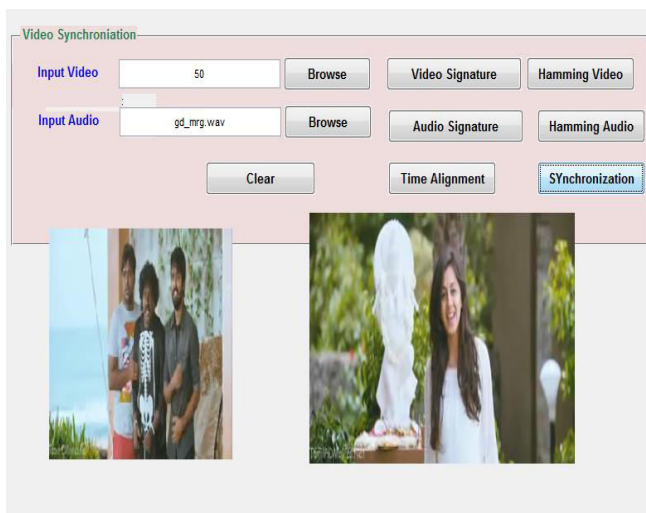 Video Synchroniation
Input Video 50 Browse Video Signature Hamming Video
:
Input Audio gd_mrg.wav Browse Audio Signature Hamming Audio
Clear Time Alignment SYnchronization